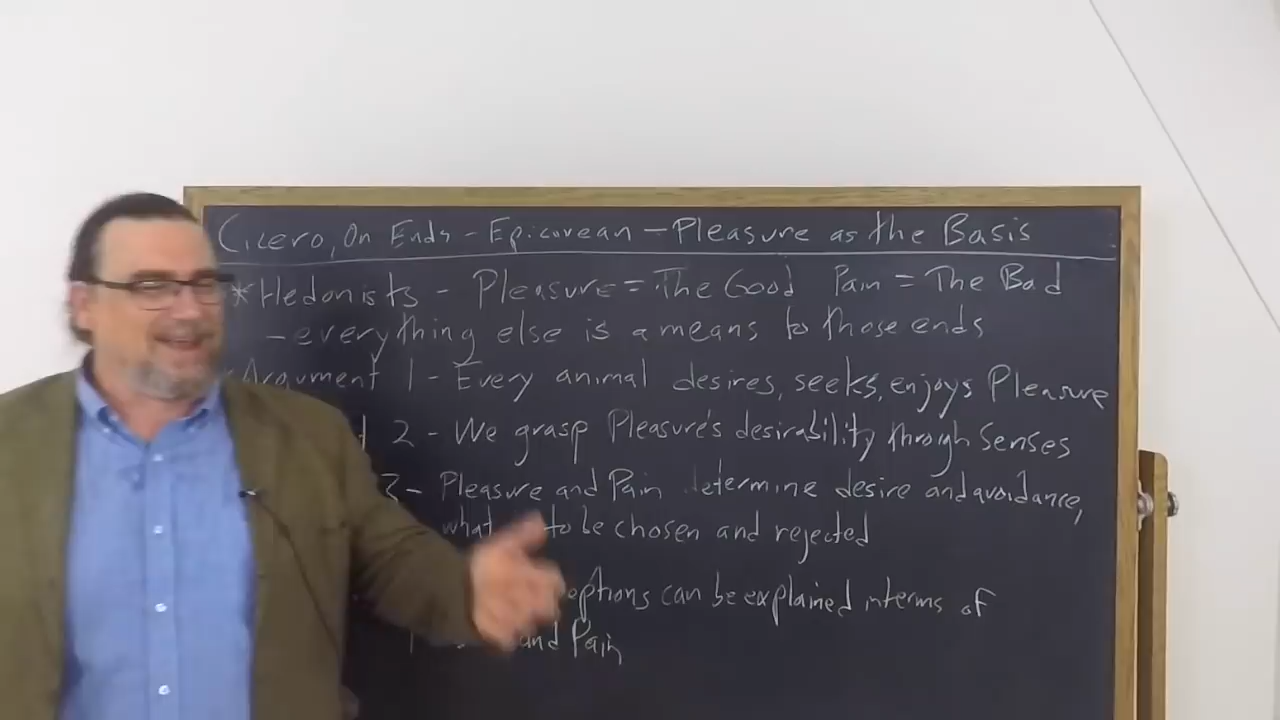 Cicero, On Ends - Epicurean - Pleasure as the Basis
* Hedonists - Pleasure = The Good Pain = The Bad
- everything else is a means to those ends
Argument 1 - Every animal desires, seeks, enjoys Pleasure
2 - We grasp Pleasure's desirability through Senses
3 - Pleasure and Pain determine desire and avoidance,
what to be chosen and rejected
can be explained in terms of
and Pain